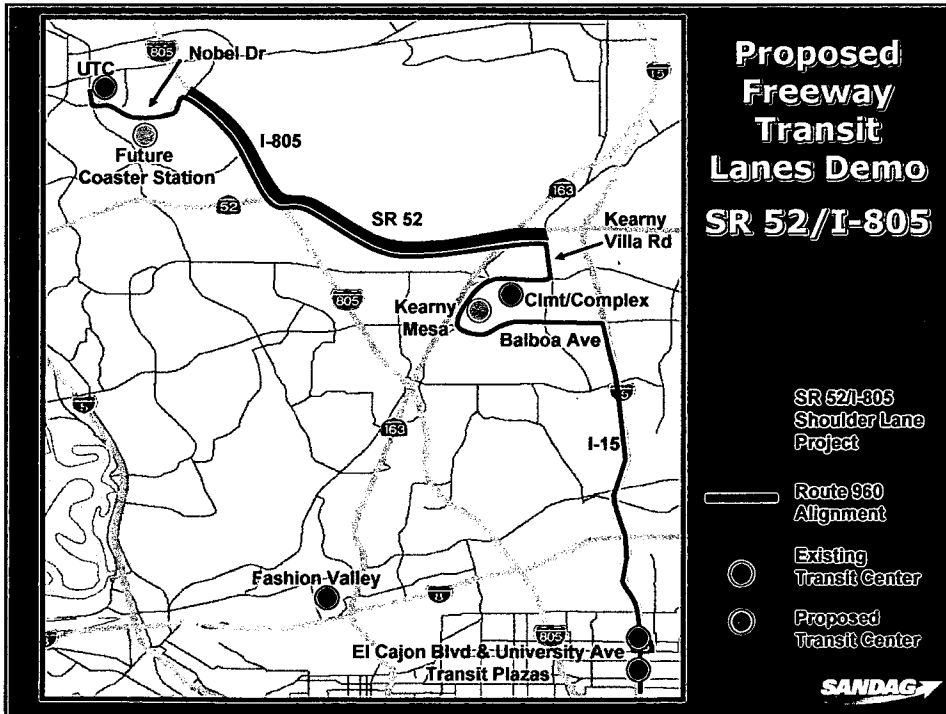 Proposed
Freeway
Transit
Lanes Demo
SR 52/I-805
805
Nobel Dr
15
UTC
I-805
Future
Coaster Station
52
163
SR 52
Kearny
Villa Rd
805
Clmt/Complex
Kearny
Mesa
Balboa Ave
5
163
I-15
Fashion Valley
8
805
El Cajon Blvd & University Ave
Transit Plazas
SR 52/I-805
Shoulder Lane
Project
Route 960
Alignment
Existing
Transit Center
Proposed
Transit Center
SANDAG